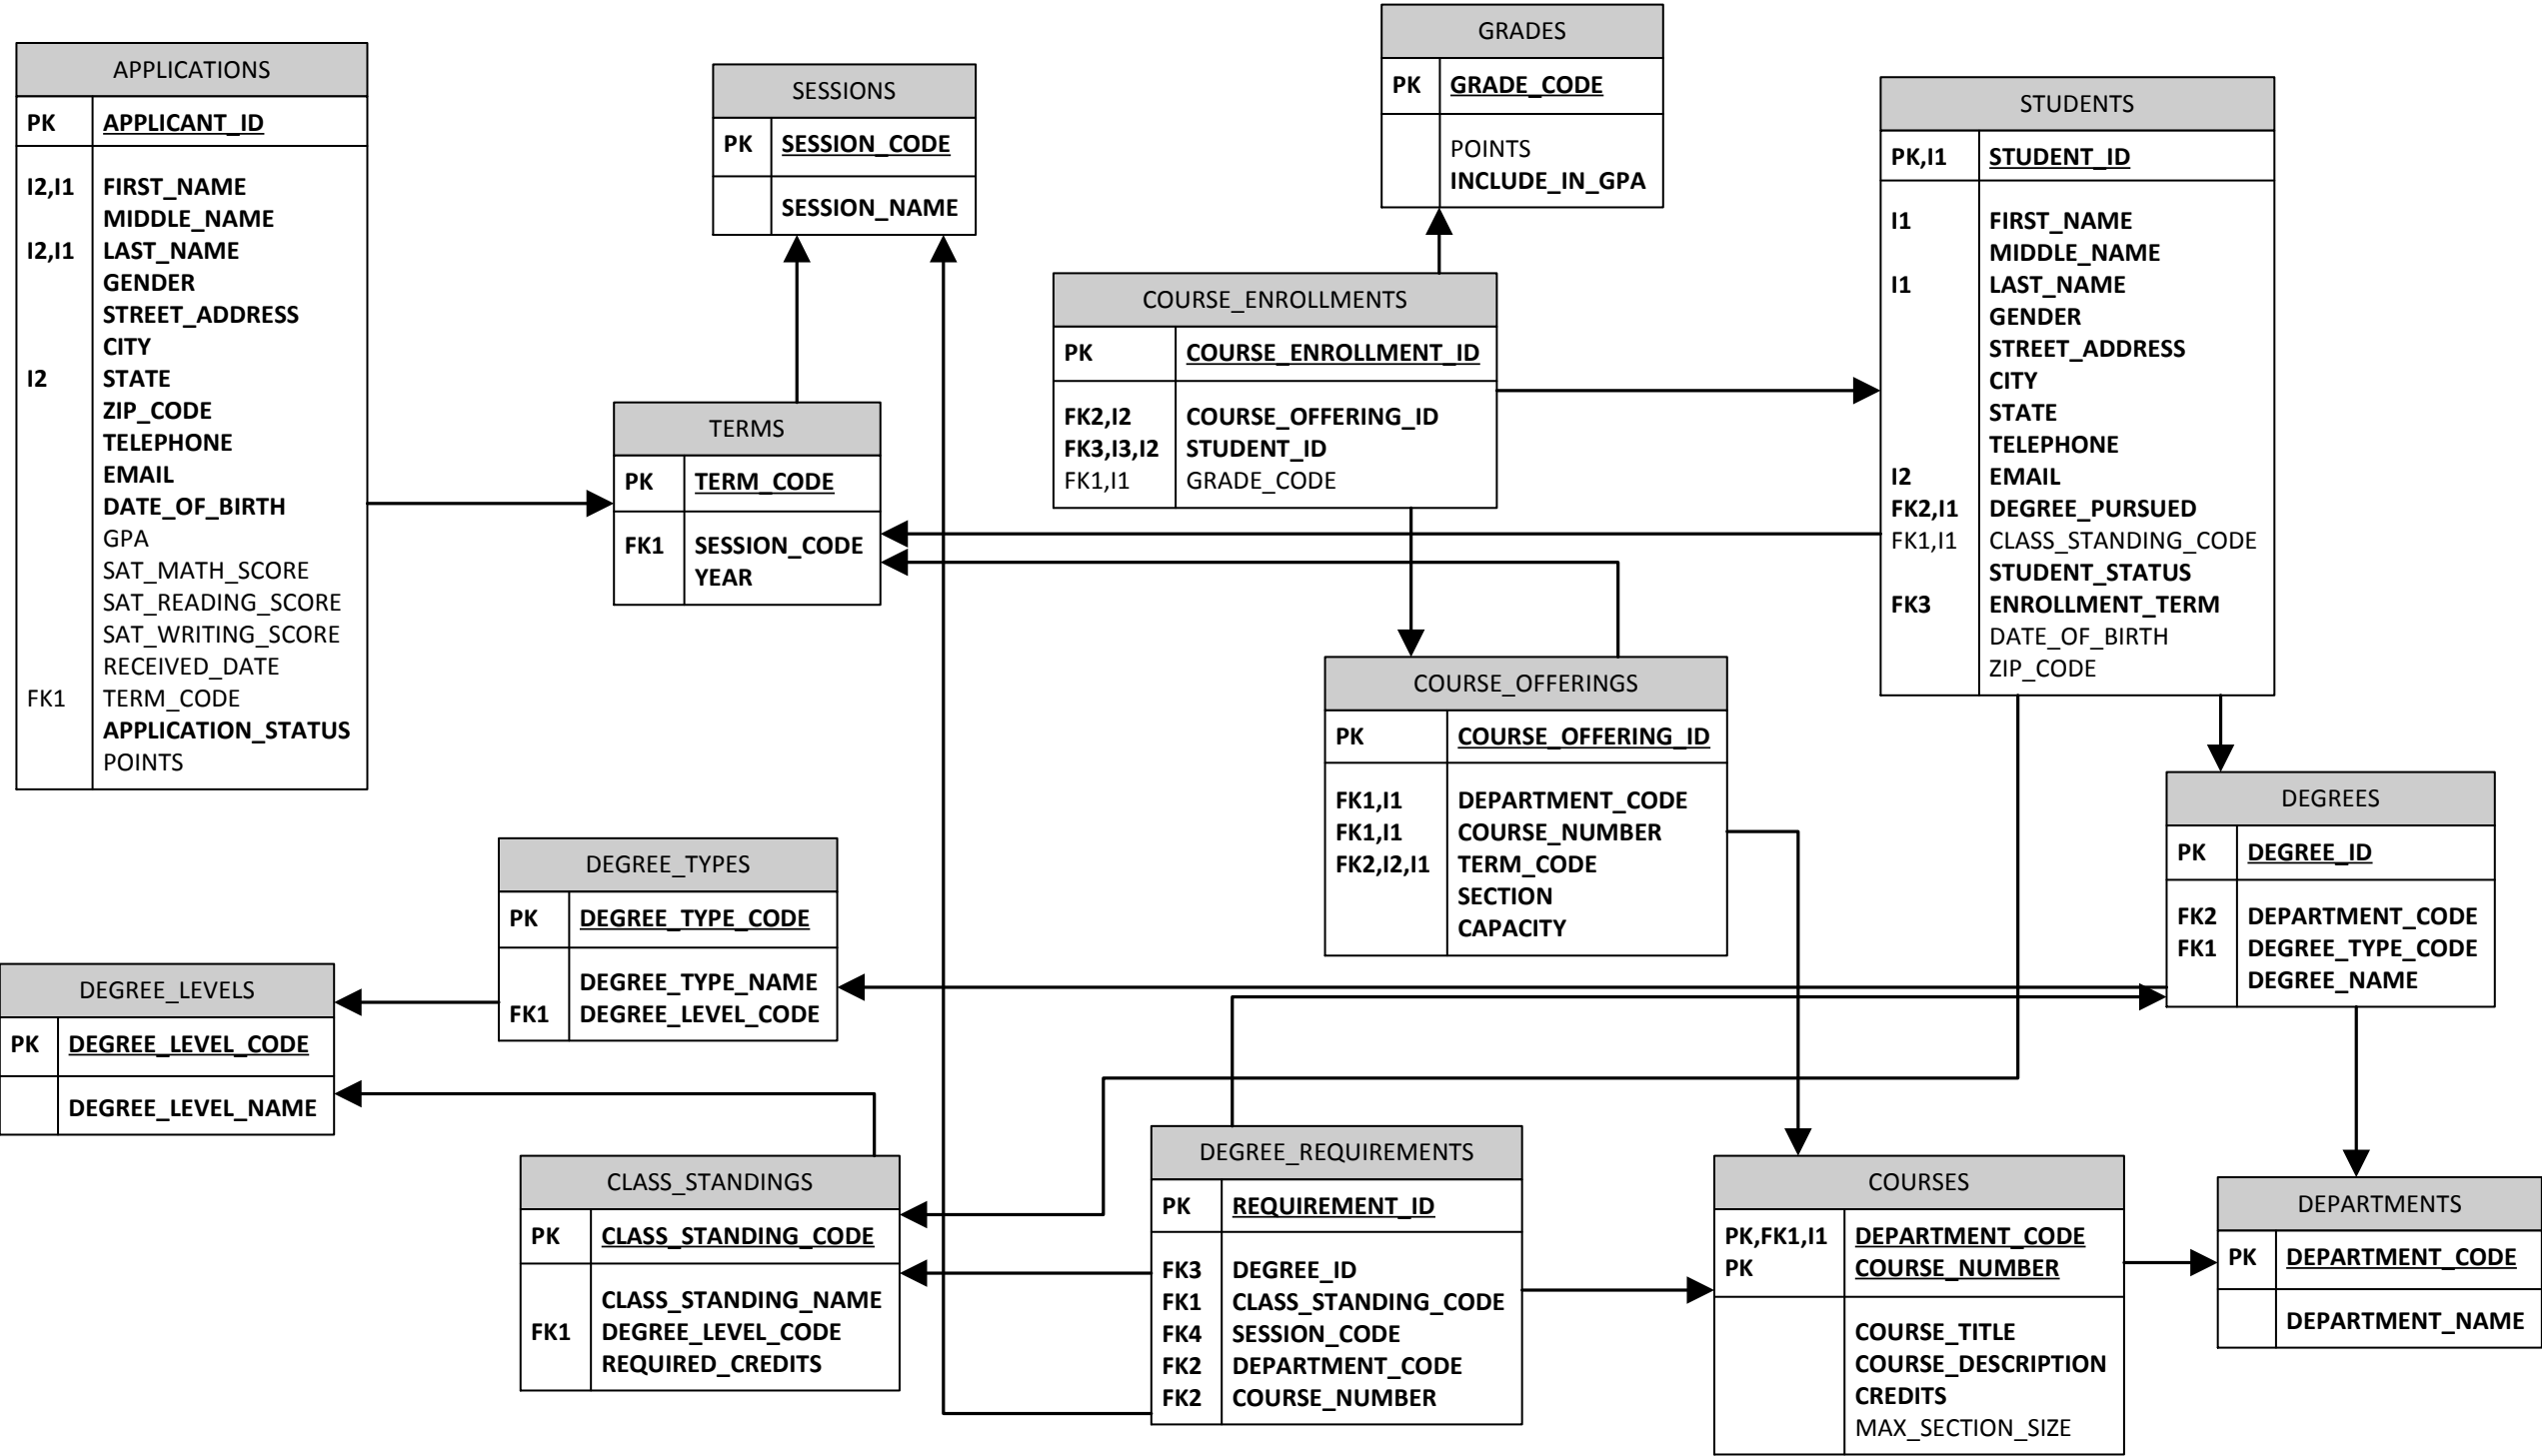 APPLICATIONS
PK APPLICANT_ID
I2,I1 FIRST_NAME
MIDDLE_NAME
I2,I1 LAST_NAME
GENDER
STREET_ADDRESS
CITY
I2 STATE
ZIP_CODE
TELEPHONE
EMAIL
DATE_OF_BIRTH
GPA
SAT_MATH_SCORE
SAT_READING_SCORE
SAT_WRITING_SCORE
RECEIVED_DATE
FK1 TERM_CODE
APPLICATION_STATUS
POINTS
SESSIONS
PK SESSION_CODE
SESSION_NAME
GRADES
PK GRADE_CODE
POINTS
INCLUDE_IN_GPA
STUDENTS
PK,I1 STUDENT_ID
I1 FIRST_NAME
MIDDLE_NAME
I1 LAST_NAME
GENDER
STREET_ADDRESS
CITY
STATE
TELEPHONE
I2 EMAIL
FK2,I1 DEGREE_PURSUED
FK1,I1 CLASS_STANDING_CODE
STUDENT_STATUS
FK3 ENROLLMENT_TERM
DATE_OF_BIRTH
ZIP_CODE
COURSE_ENROLLMENTS
PK COURSE_ENROLLMENT_ID
FK2,I2 COURSE_OFFERING_ID
FK3,I3,I2 STUDENT_ID
FK1,I1 GRADE_CODE
TERMS
PK TERM_CODE
FK1 SESSION_CODE
YEAR
COURSE_OFFERINGS
PK COURSE_OFFERING_ID
FK1,I1 DEPARTMENT_CODE
FK1,I1 COURSE_NUMBER
FK2,I2,I1 TERM_CODE
SECTION
CAPACITY
DEGREES
PK DEGREE_ID
FK2 DEPARTMENT_CODE
FK1 DEGREE_TYPE_CODE
DEGREE_NAME
DEGREE_TYPES
PK DEGREE_TYPE_CODE
DEGREE_TYPE_NAME
FK1 DEGREE_LEVEL_CODE
DEGREE_LEVELS
PK DEGREE_LEVEL_CODE
DEGREE_LEVEL_NAME
CLASS_STANDINGS
PK CLASS_STANDING_CODE
CLASS_STANDING_NAME
FK1 DEGREE_LEVEL_CODE
REQUIRED_CREDITS
DEGREE_REQUIREMENTS
PK REQUIREMENT_ID
FK3 DEGREE_ID
FK1 CLASS_STANDING_CODE
FK4 SESSION_CODE
FK2 DEPARTMENT_CODE
FK2 COURSE_NUMBER
COURSES
PK,FK1,I1 DEPARTMENT_CODE
PK COURSE_NUMBER
COURSE_TITLE
COURSE_DESCRIPTION
CREDITS
MAX_SECTION_SIZE
DEPARTMENTS
PK DEPARTMENT_CODE
DEPARTMENT_NAME